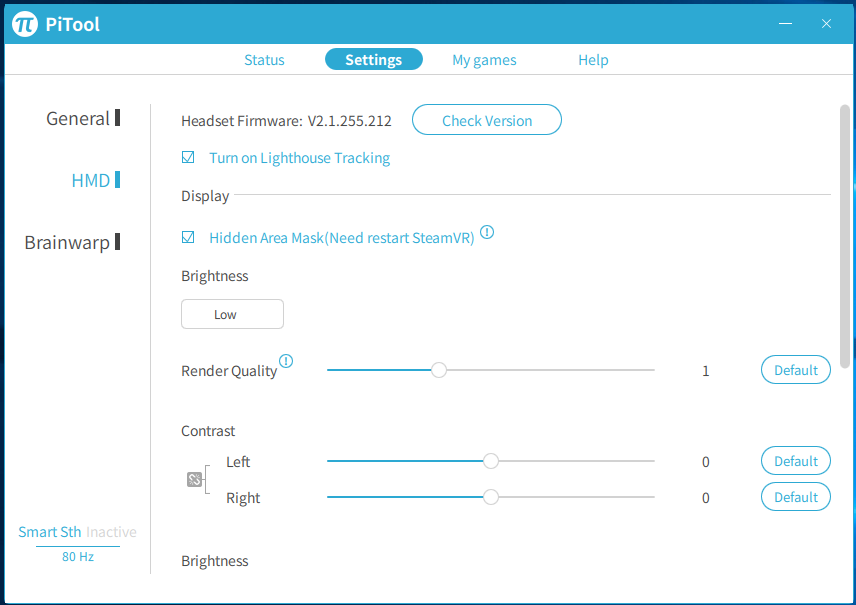 PiTool
Status Settings My games Help
General
HMD
Brainwarp
Headset Firmware: V2.1.255.212 Check Version
Turn on Lighthouse Tracking
Display
Hidden Area Mask(Need restart SteamVR)
Brightness
Low
Render Quality 1 Default
Contrast
Left 0 Default
Right 0 Default
Brightness
Smart Sth Inactive
80 Hz